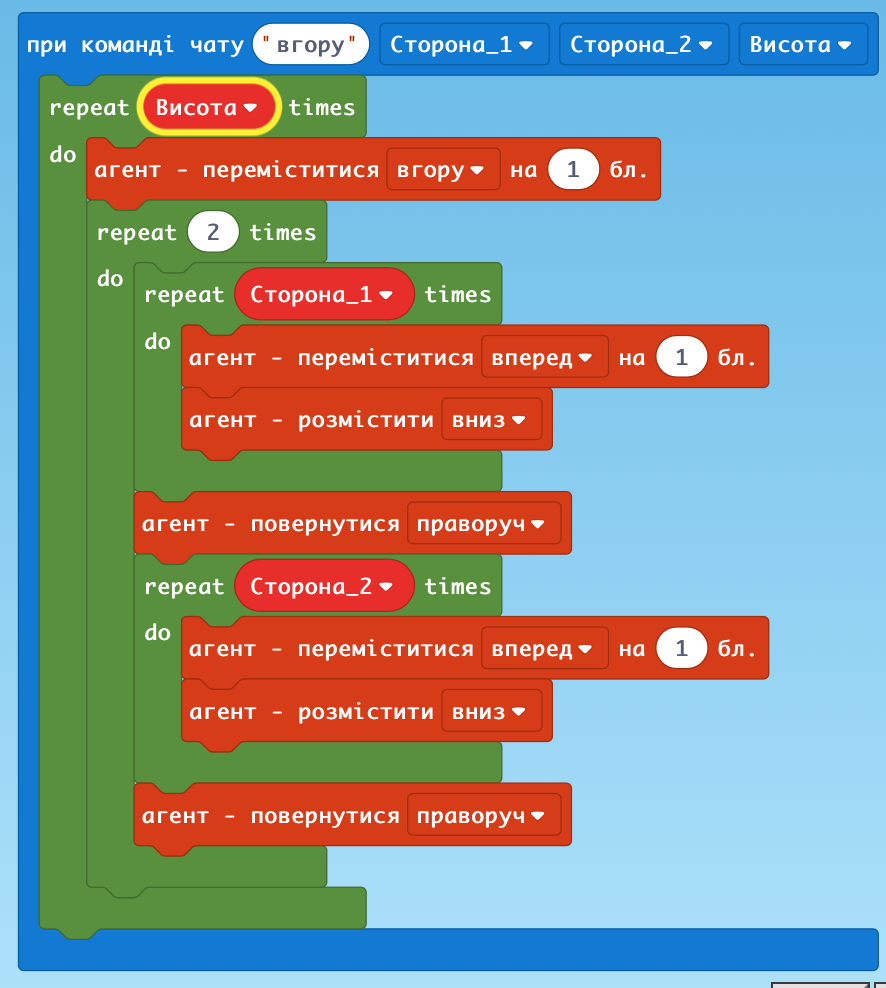 при команді чату "вгору" Сторона_1 Сторона_2 Висота
repeat Висота times
do
агент - переміститися вгору на 1 бл.
repeat 2 times
do
repeat Сторона_1 times
do
агент - переміститися вперед на 1 бл.
агент - розмістити вниз
агент - повернутися праворуч
repeat Сторона_2 times
do
агент - переміститися вперед на 1 бл.
агент - розмістити вниз
агент - повернутися праворуч